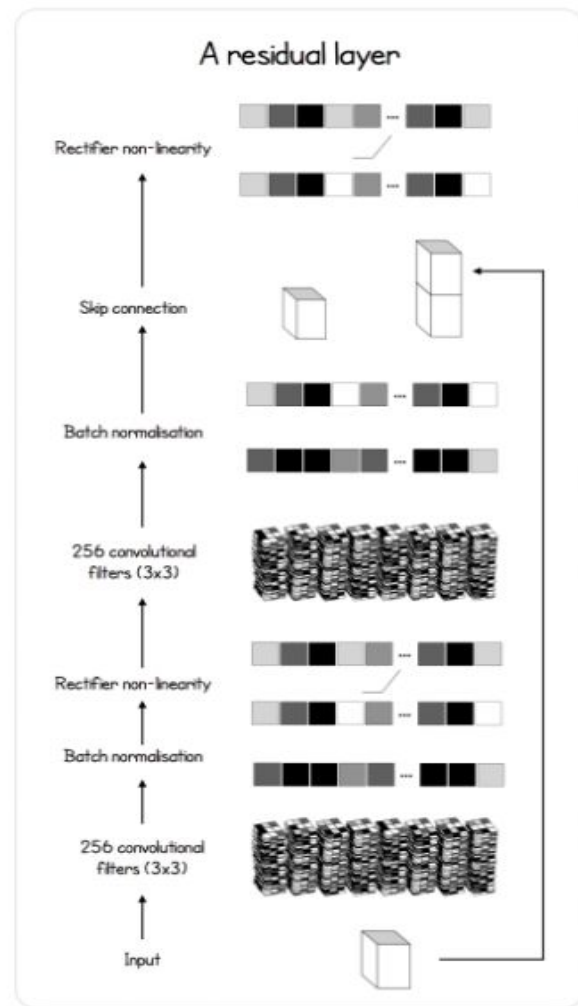 A residual layer
Rectifier non-linearity
Skip connection
Batch normalisation
256 convolutional
filters (3x3)
Rectifier non-linearity
Batch normalisation
256 convolutional
filters (3x3)
Input